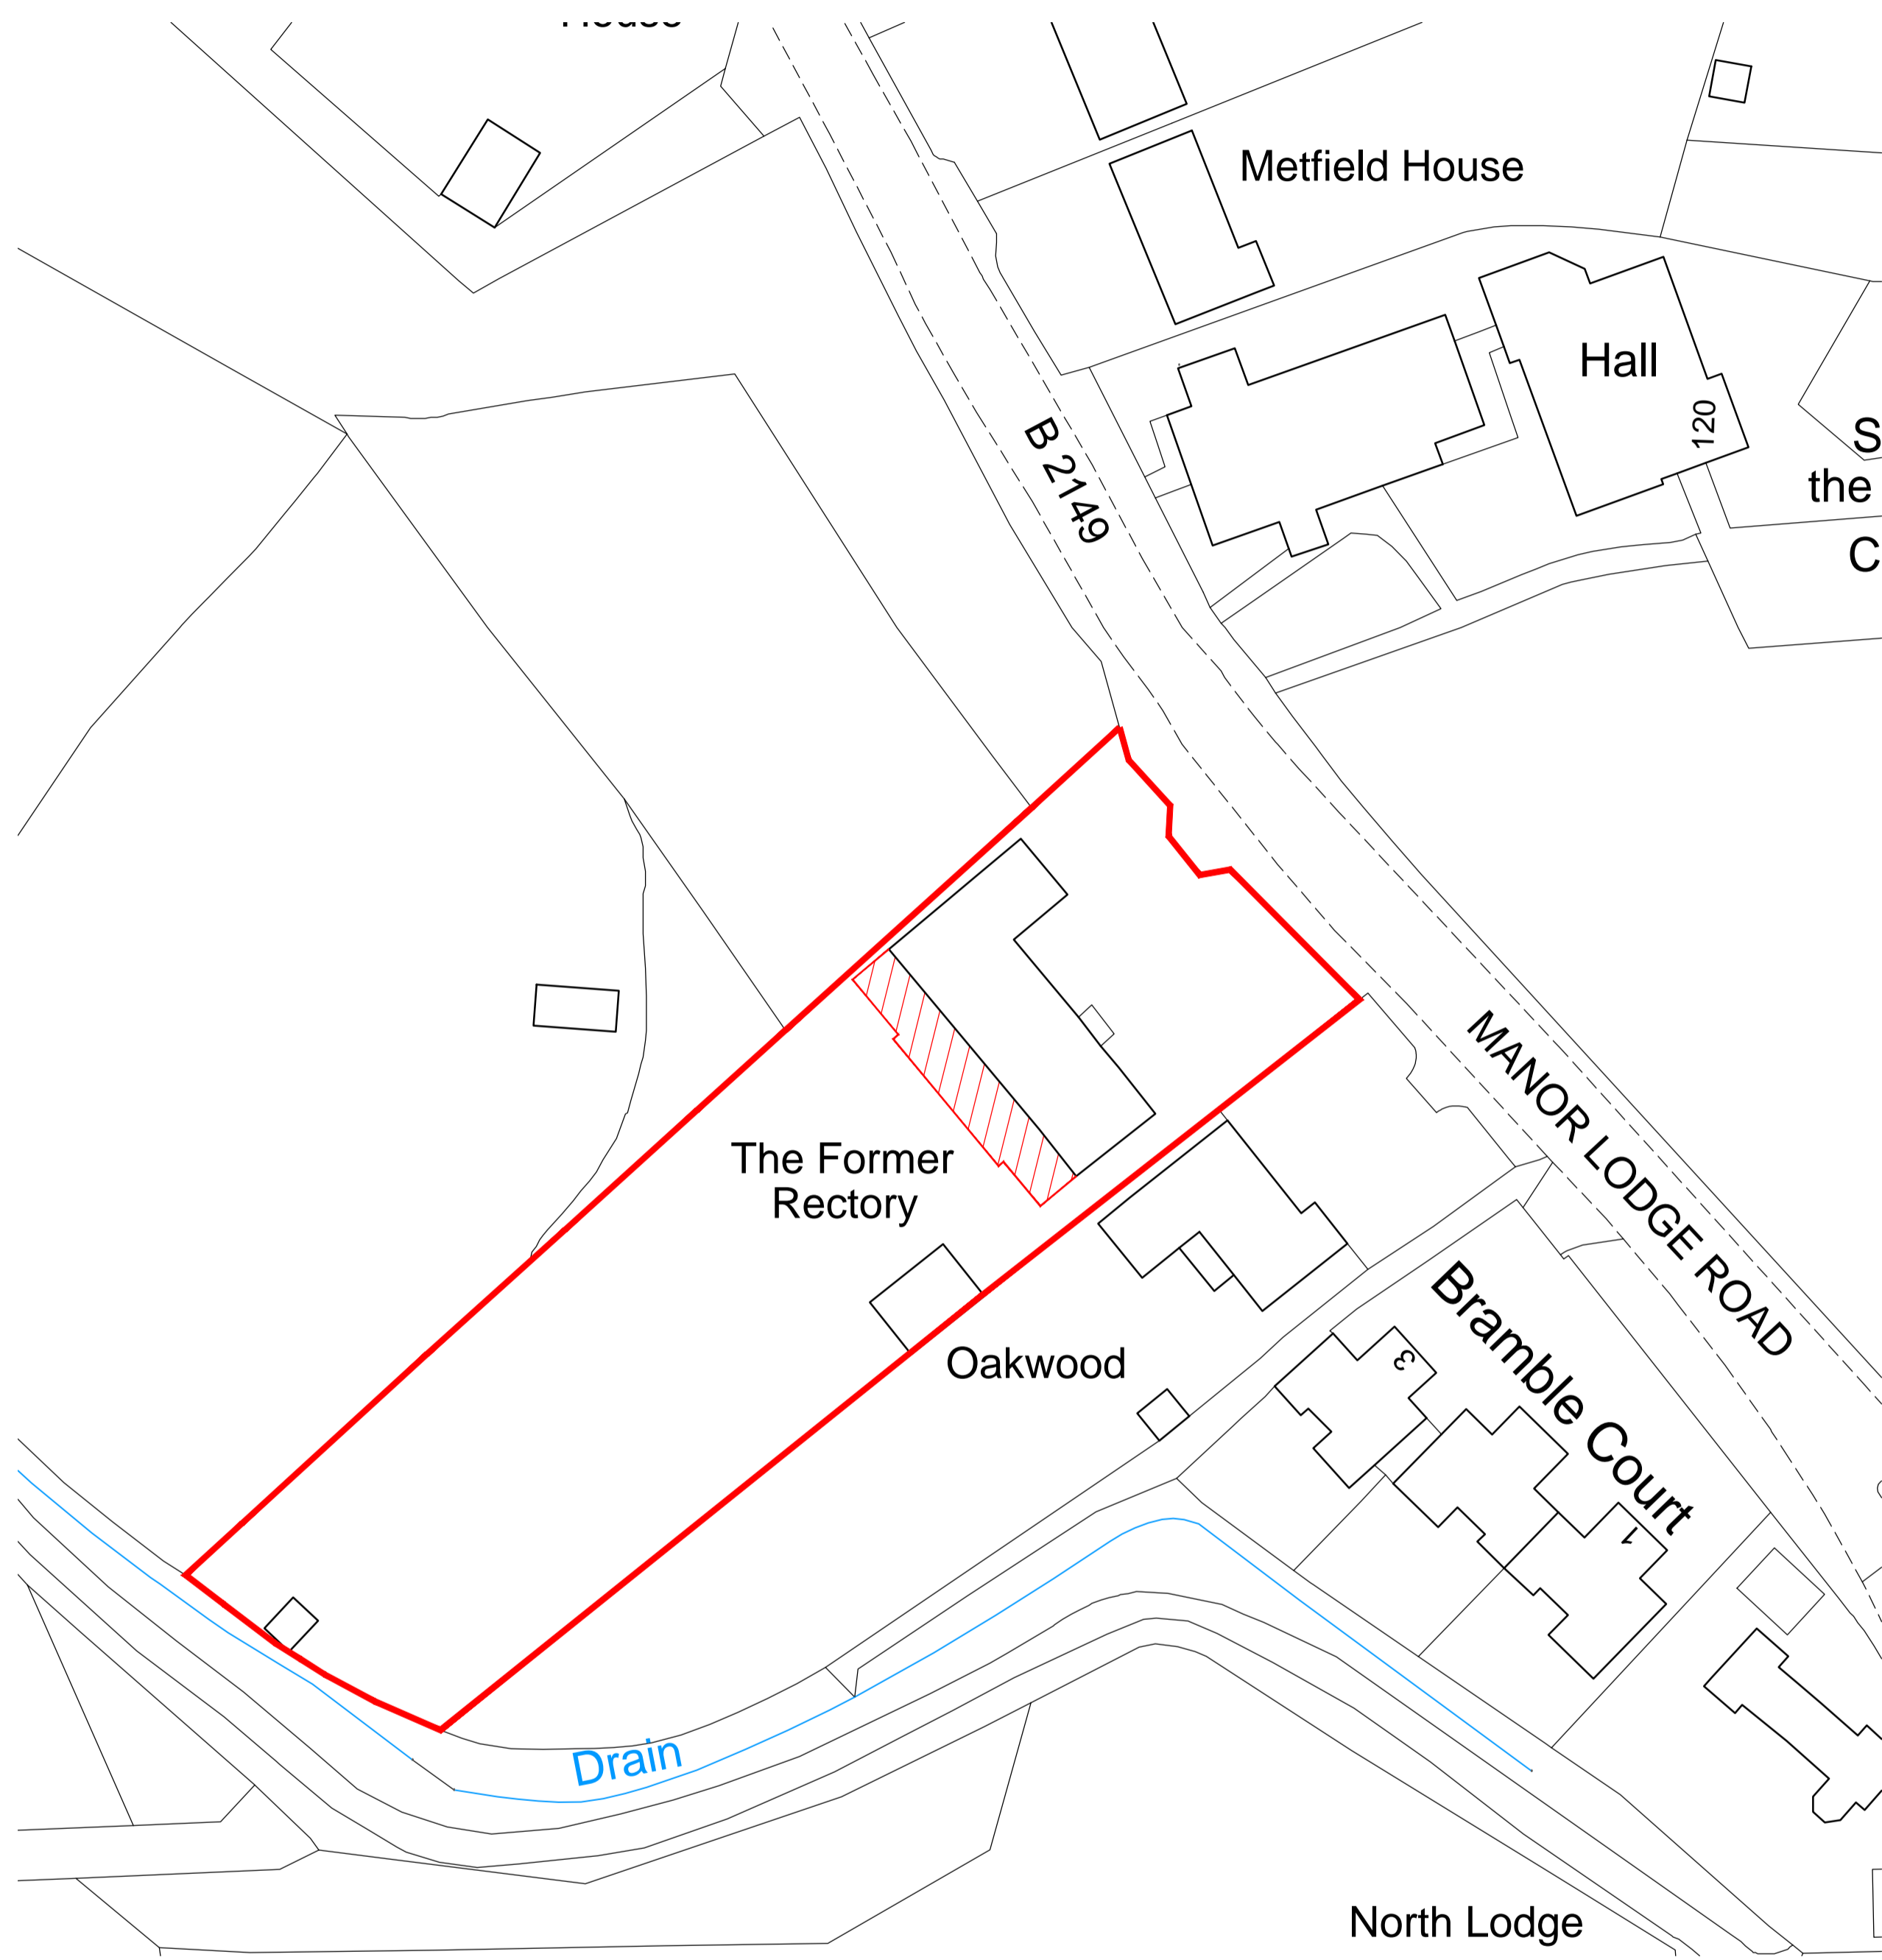 House
Metfield House
Hall
120
S
the
C
B 2149
MANOR LODGE ROAD
The Former
Rectory
Oakwood
Bramble Court
3
1
Drain
North Lodge